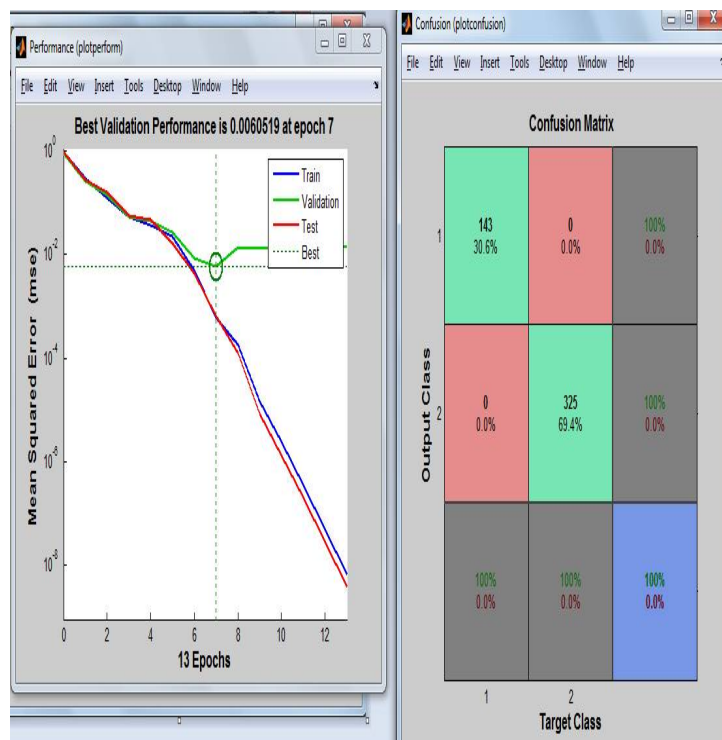 Performance (plotperform)
File Edit View Insert Tools Desktop Window Help
Best Validation Performance is 0.0060519 at epoch 7
Mean Squared Error (mse)
10^0
10^-2
10^-4
10^-6
10^-8
Train
Validation
Test
Best
0 2 4 6 8 10 12
13 Epochs
Confusion (plotconfusion)
File Edit View Insert Tools Desktop Window Help
Confusion Matrix
Output Class
1
143
30.6%
0
0.0%
100%
0.0%
2
0
0.0%
325
69.4%
100%
0.0%
100%
0.0%
100%
0.0%
100%
0.0%
1 2
Target Class